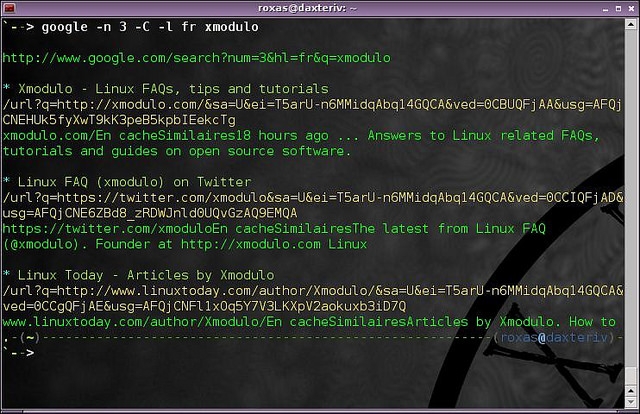 roxas@daxteriv: ~
`--> google -n 3 -C -l fr xmodulo
http://www.google.com/search?num=3&hl=fr&q=xmodulo
* Xmodulo - Linux FAQs, tips and tutorials
/url?q=http://xmodulo.com/&sa=U&ei=T5arU-n6MMidqAbq14GQCA&ved=0CBUQFjAA&usg=AFQj
CNEHUk5fyXwT9kK3peB5kpbIEekcTg
xmodulo.com/En cacheSimilaires18 hours ago ... Answers to Linux related FAQs,
tutorials and guides on open source software.
* Linux FAQ (xmodulo) on Twitter
/url?q=https://twitter.com/xmodulo&sa=U&ei=T5arU-n6MMidqAbq14GQCA&ved=0CCIQFjAD&
usg=AFQjCNE6ZBd8_zRDWJnld0UQvGzAQ9EMQA
https://twitter.com/xmoduloEn cacheSimilairesThe latest from Linux FAQ
(@xmodulo). Founder at http://xmodulo.com Linux
* Linux Today - Articles by Xmodulo
/url?q=http://www.linuxtoday.com/author/Xmodulo/&sa=U&ei=T5arU-n6MMidqAbq14GQCA&
ved=0CCgQFjAE&usg=AFQjCNFl1xOq5Y7V3LKXpV2aokuxb3iD7Q
www.linuxtoday.com/author/Xmodulo/En cacheSimilairesArticles by Xmodulo. How to
,-(~)----------------------------------------------------------(roxas@daxteriv)-
`-->